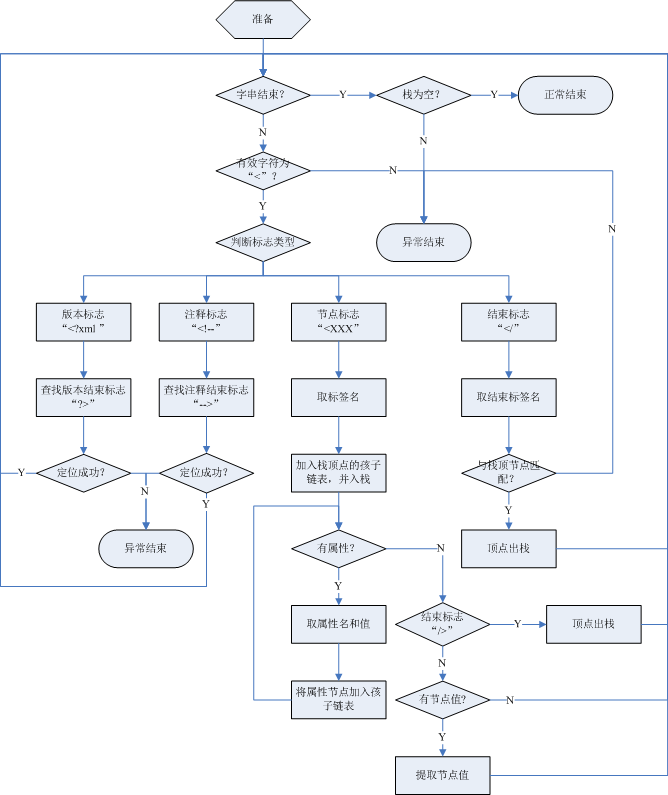 准备
字串结束?
Y
栈为空?
Y
正常结束
N
N
有效字符为
“<”?
N
Y
N
判断标志类型
异常结束
版本标志
“<?xml ”
注释标志
“<!--”
节点标志
“<XXX”
结束标志
“</”
查找版本结束标志
“?>”
查找注释结束标志
“-->”
取标签名
取结束标签名
Y
定位成功?
定位成功?
加入栈顶点的孩子
链表，并入栈
与栈顶节点匹
配?
N
Y
Y
异常结束
有属性?
N
顶点出栈
Y
取属性名和值
结束标志
“/>”
Y
顶点出栈
N
将属性节点加入孩
子链表
有节点值?
N
Y
提取节点值